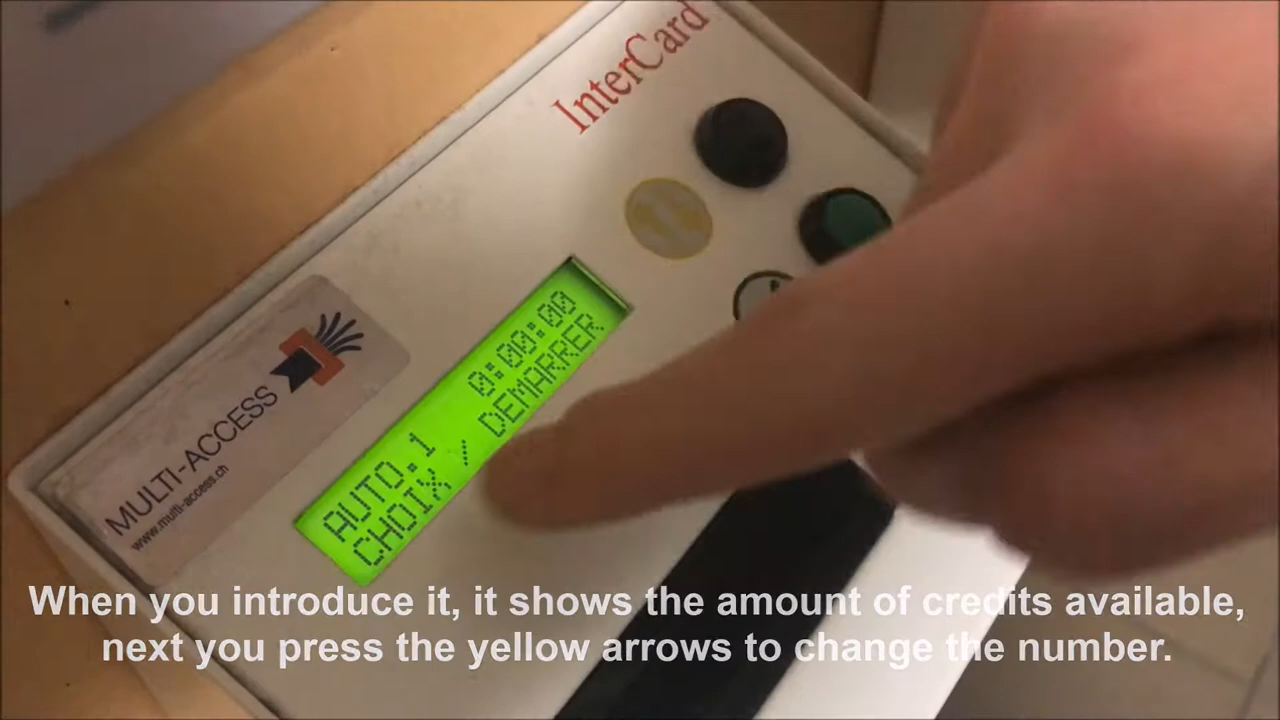 InterCard
AUTO.1 0:00:00
CHOIX / DEMARRER
MULTI-ACCESS
www.multi-access.ch
When you introduce it, it shows the amount of credits available,
next you press the yellow arrows to change the number.